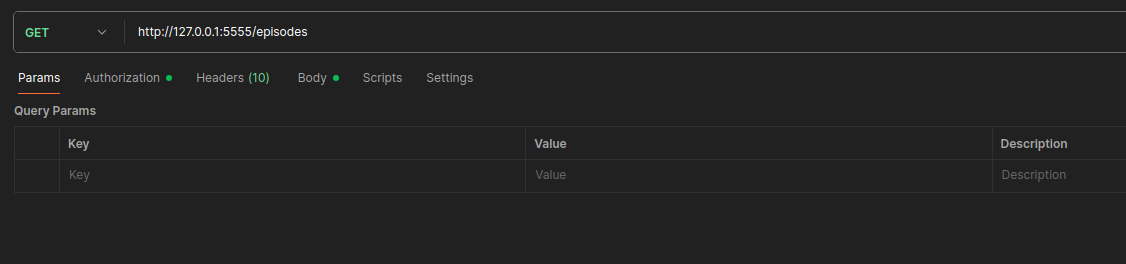 GET http://127.0.0.1:5555/episodes
Params Authorization Headers (10) Body Scripts Settings
Query Params
Key Value Description
Key Value Description